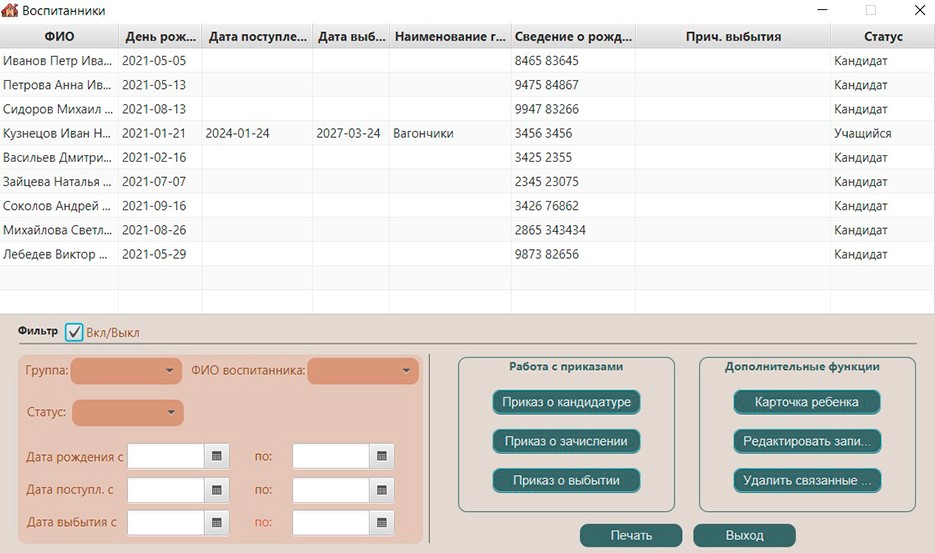 Воспитанники
ФИО День рож... Дата поступле... Дата выб... Наименование г... Сведение о рожд... Прич. выбытия Статус
Иванов Петр Ива... 2021-05-05 8465 83645 Кандидат
Петрова Анна Ив... 2021-05-13 9475 84867 Кандидат
Сидоров Михаил ... 2021-08-13 9947 83266 Кандидат
Кузнецов Иван Н... 2021-01-21 2024-01-24 2027-03-24 Вагончики 3456 3456 Учащийся
Васильев Дмитри... 2021-02-16 3425 2355 Кандидат
Зайцева Наталья ... 2021-07-07 2345 23075 Кандидат
Соколов Андрей ... 2021-09-16 3426 76862 Кандидат
Михайлова Светл... 2021-08-26 2865 343434 Кандидат
Лебедев Виктор ... 2021-05-29 9873 82656 Кандидат
Фильтр Вкл/Выкл
Группа: ФИО воспитанника:
Статус:
Дата рождения с по:
Дата поступл. с по:
Дата выбытия с по:
Работа с приказами
Приказ о кандидатуре
Приказ о зачислении
Приказ о выбытии
Дополнительные функции
Карточка ребенка
Редактировать запи...
Удалить связанные ...
Печать Выход